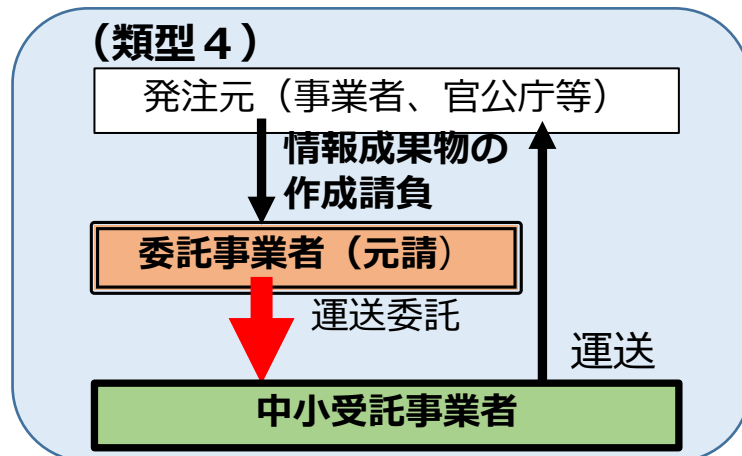 （類型４）
発注元（事業者、官公庁等）
情報成果物の
作成請負
委託事業者（元請）
運送委託
運送
中小受託事業者